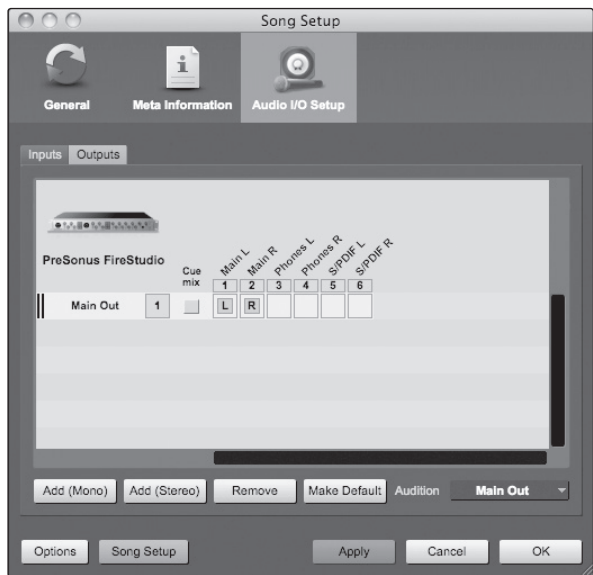 Song Setup
General Meta Information Audio I/O Setup
Inputs Outputs
PreSonus FireStudio
Cue mix
Main L Main R Phones L Phones R S/PDIF L S/PDIF R
1 2 3 4 5 6
Main Out 1 L R
Add (Mono) Add (Stereo) Remove Make Default Audition Main Out
Options Song Setup Apply Cancel OK